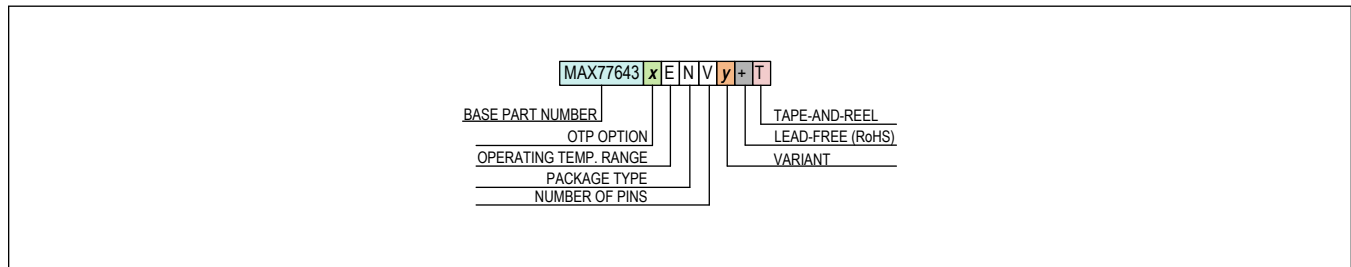 MAX77643 x E N V y + T
BASE PART NUMBER
OTP OPTION
OPERATING TEMP. RANGE
PACKAGE TYPE
NUMBER OF PINS
TAPE-AND-REEL
LEAD-FREE (RoHS)
VARIANT